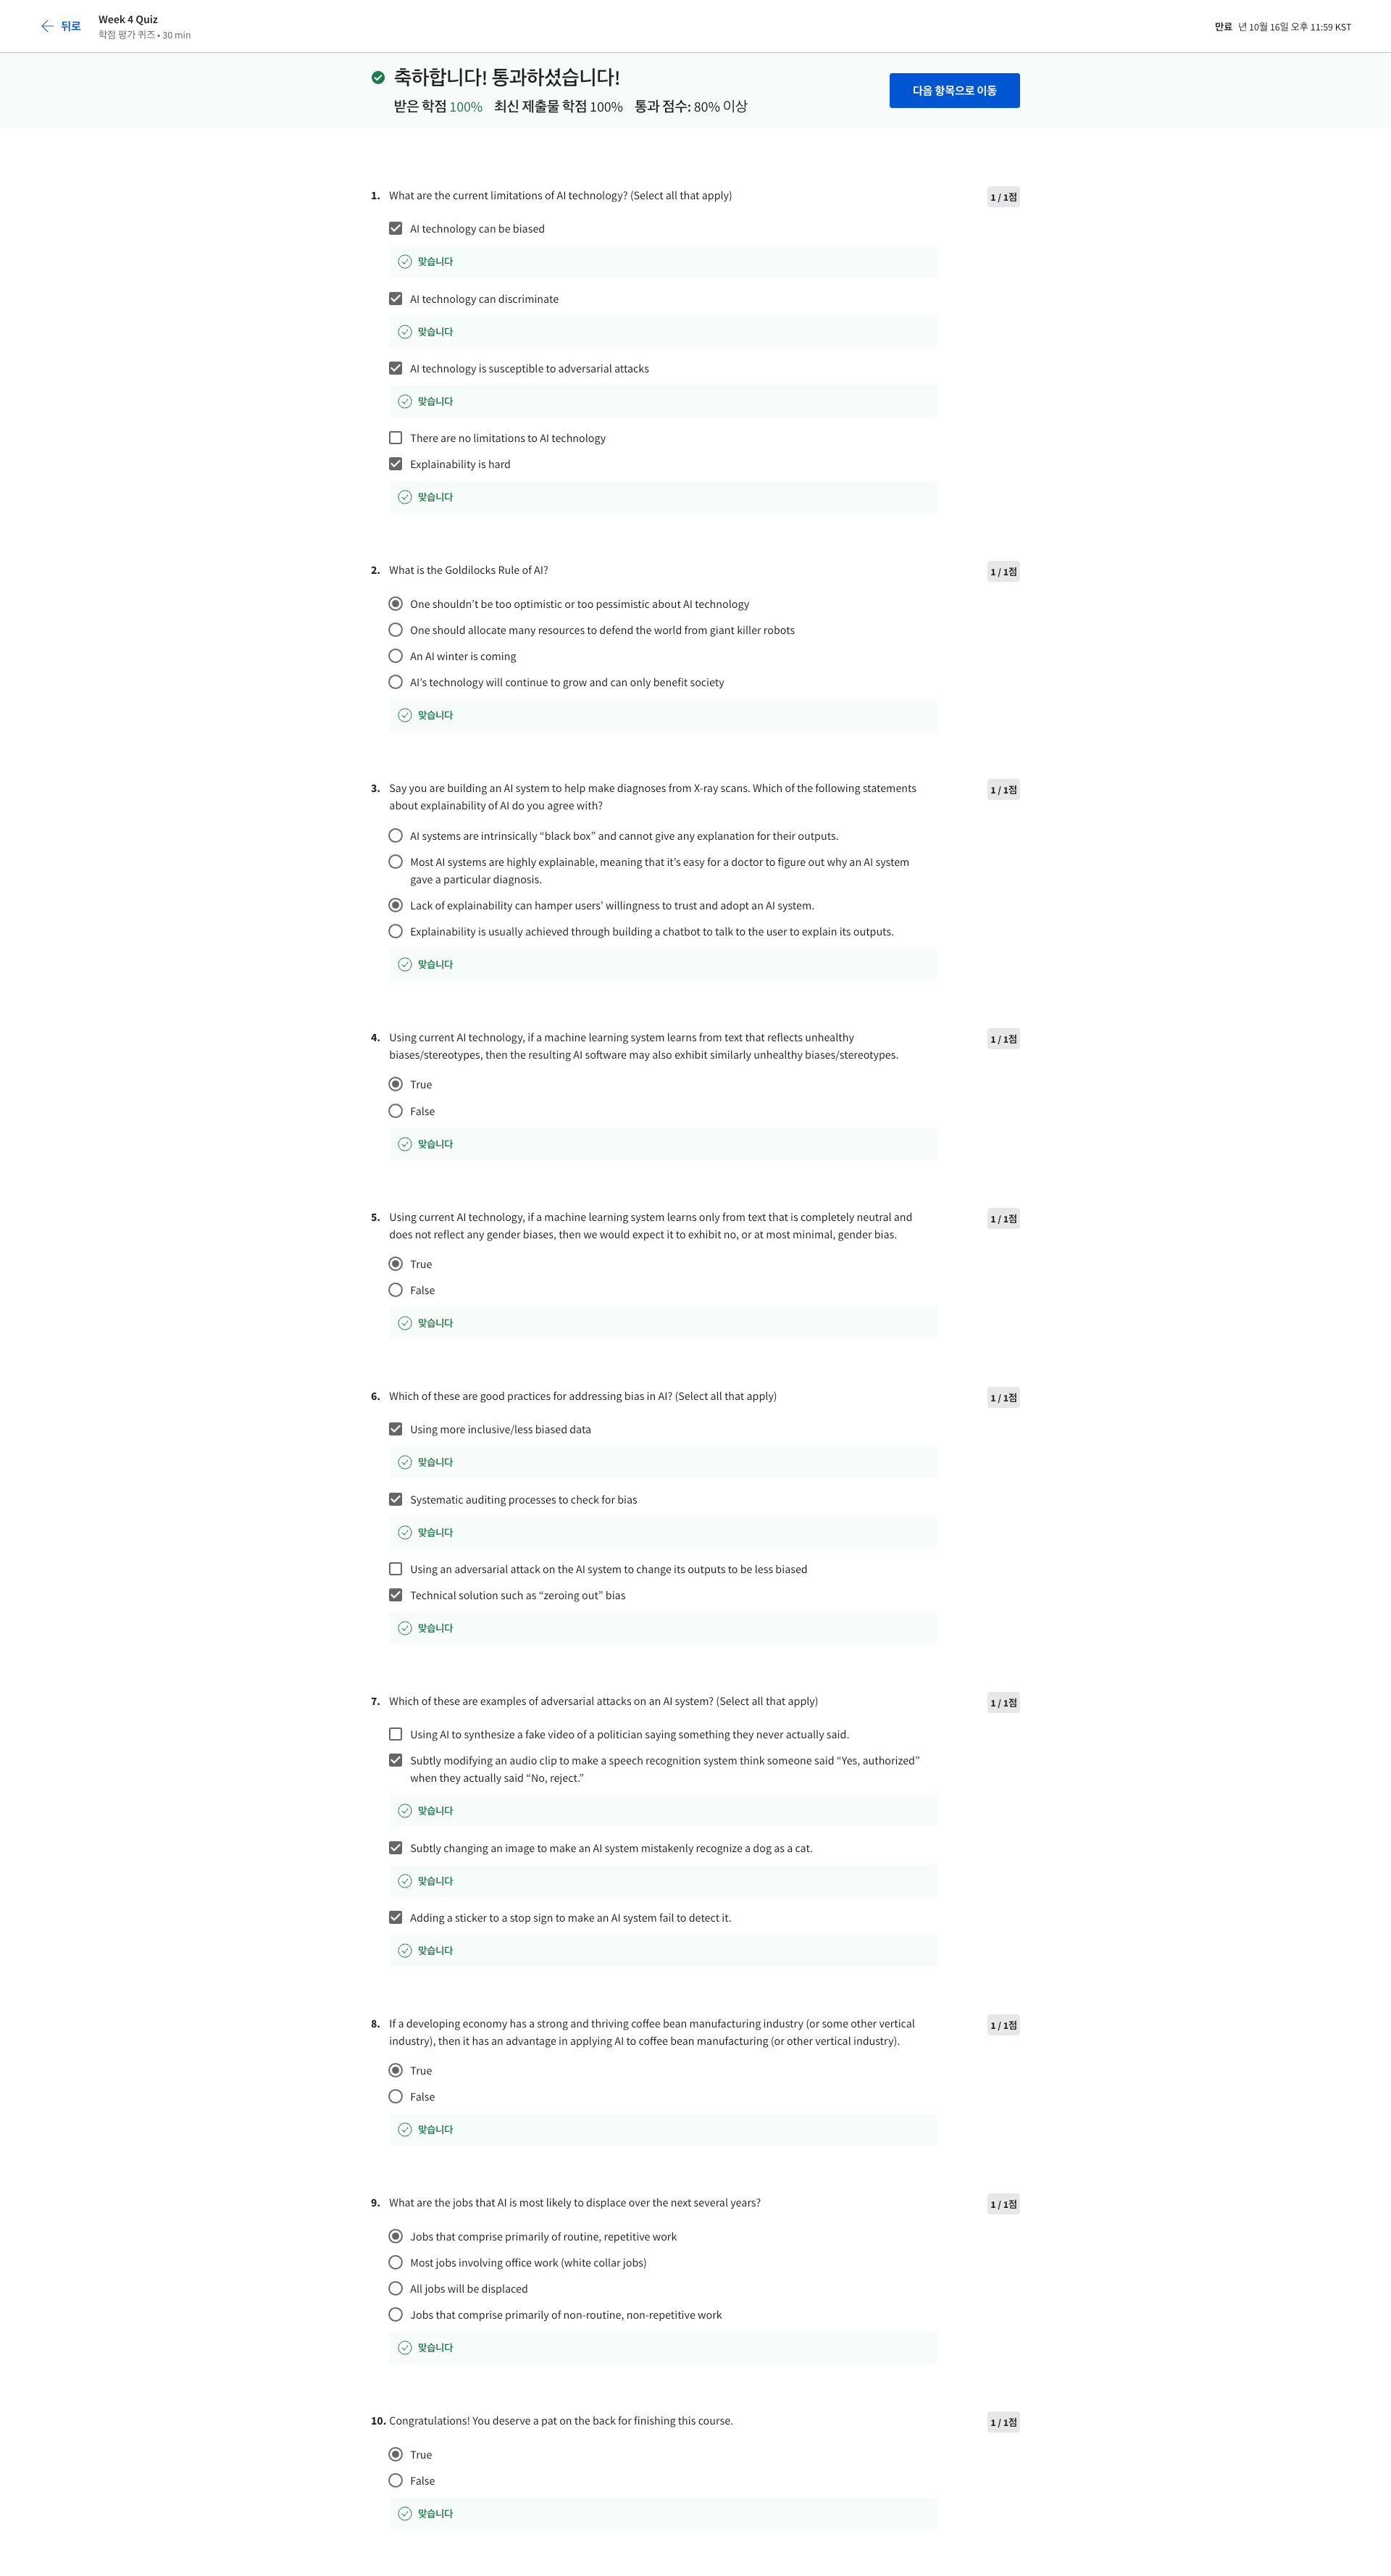 뒤로
Week 4 Quiz
학점 평가 퀴즈 • 30 min
만료 년 10월 16일 오후 11:59 KST
축하합니다! 통과하셨습니다!
받은 학점 100% 최신 제출물 학점 100% 통과 점수: 80% 이상
다음 항목으로 이동
1. What are the current limitations of AI technology? (Select all that apply)
1 / 1점
AI technology can be biased
맞습니다
AI technology can discriminate
맞습니다
AI technology is susceptible to adversarial attacks
맞습니다
There are no limitations to AI technology
Explainability is hard
맞습니다
2. What is the Goldilocks Rule of AI?
1 / 1점
One shouldn’t be too optimistic or too pessimistic about AI technology
One should allocate many resources to defend the world from giant killer robots
An AI winter is coming
AI’s technology will continue to grow and can only benefit society
맞습니다
3. Say you are building an AI system to help make diagnoses from X-ray scans. Which of the following statements
about explainability of AI do you agree with?
1 / 1점
AI systems are intrinsically “black box” and cannot give any explanation for their outputs.
Most AI systems are highly explainable, meaning that it’s easy for a doctor to figure out why an AI system
gave a particular diagnosis.
Lack of explainability can hamper users’ willingness to trust and adopt an AI system.
Explainability is usually achieved through building a chatbot to talk to the user to explain its outputs.
맞습니다
4. Using current AI technology, if a machine learning system learns from text that reflects unhealthy
biases/stereotypes, then the resulting AI software may also exhibit similarly unhealthy biases/stereotypes.
1 / 1점
True
False
맞습니다
5. Using current AI technology, if a machine learning system learns only from text that is completely neutral and
does not reflect any gender biases, then we would expect it to exhibit no, or at most minimal, gender bias.
1 / 1점
True
False
맞습니다
6. Which of these are good practices for addressing bias in AI? (Select all that apply)
1 / 1점
Using more inclusive/less biased data
맞습니다
Systematic auditing processes to check for bias
맞습니다
Using an adversarial attack on the AI system to change its outputs to be less biased
Technical solution such as “zeroing out” bias
맞습니다
7. Which of these are examples of adversarial attacks on an AI system? (Select all that apply)
1 / 1점
Using AI to synthesize a fake video of a politician saying something they never actually said.
Subtly modifying an audio clip to make a speech recognition system think someone said “Yes, authorized”
when they actually said “No, reject.”
맞습니다
Subtly changing an image to make an AI system mistakenly recognize a dog as a cat.
맞습니다
Adding a sticker to a stop sign to make an AI system fail to detect it.
맞습니다
8. If a developing economy has a strong and thriving coffee bean manufacturing industry (or some other vertical
industry), then it has an advantage in applying AI to coffee bean manufacturing (or other vertical industry).
1 / 1점
True
False
맞습니다
9. What are the jobs that AI is most likely to displace over the next several years?
1 / 1점
Jobs that comprise primarily of routine, repetitive work
Most jobs involving office work (white collar jobs)
All jobs will be displaced
Jobs that comprise primarily of non-routine, non-repetitive work
맞습니다
10. Congratulations! You deserve a pat on the back for finishing this course.
1 / 1점
True
False
맞습니다